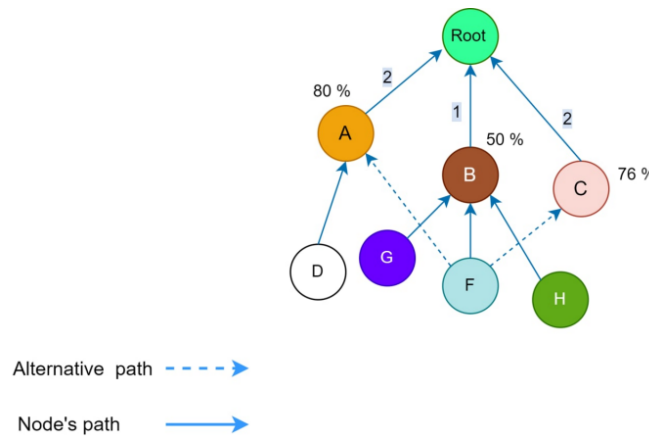 Root
2
80 %
A
1
2
50 %
B
C
76 %
D
G
F
H
Alternative path
Node's path